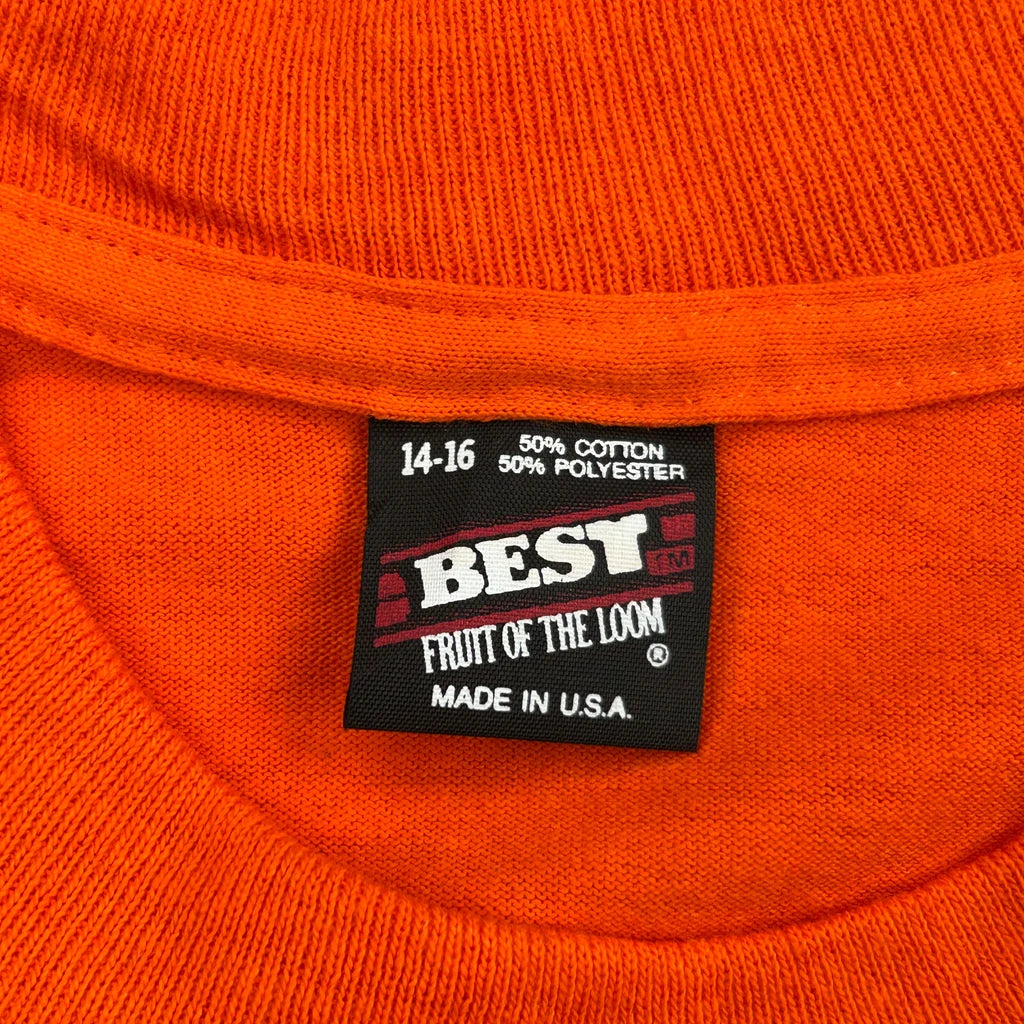 14-16 50% COTTON
50% POLYESTER
BEST TM
FRUIT OF THE LOOM
®
MADE IN U.S.A.